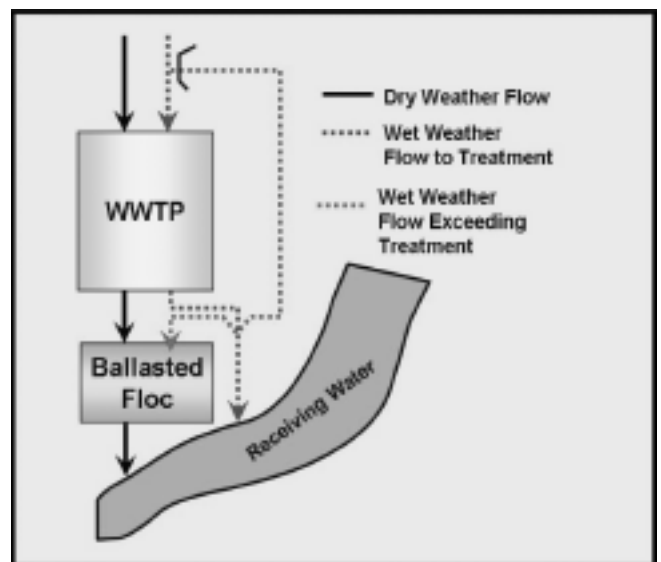 Dry Weather Flow
Wet Weather
Flow to Treatment
WWTP
Wet Weather
Flow Exceeding
Treatment
Ballasted
Floc
Receiving Water